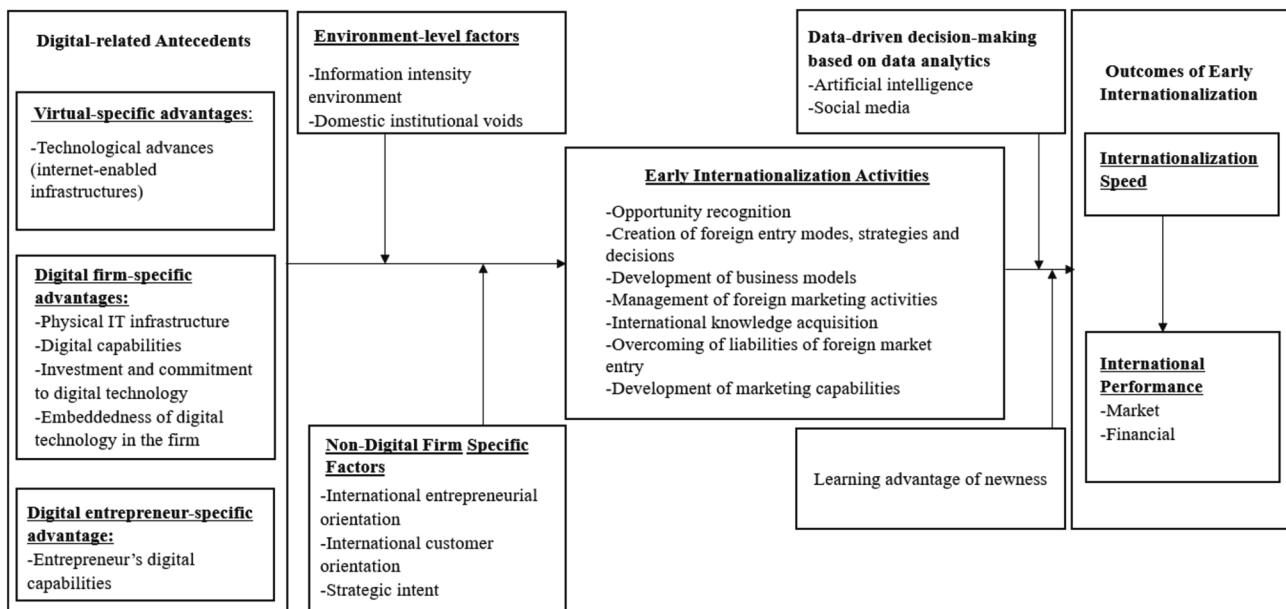 Digital-related Antecedents
Virtual-specific advantages:
-Technological advances
(internet-enabled
infrastructures)
Digital firm-specific
advantages:
-Physical IT infrastructure
-Digital capabilities
-Investment and commitment
to digital technology
-Embeddedness of digital
technology in the firm
Digital entrepreneur-specific
advantage:
-Entrepreneur’s digital
capabilities
Environment-level factors
-Information intensity
environment
-Domestic institutional voids
Non-Digital Firm Specific
Factors
-International entrepreneurial
orientation
-International customer
orientation
-Strategic intent
Early Internationalization Activities
-Opportunity recognition
-Creation of foreign entry modes, strategies and
decisions
-Development of business models
-Management of foreign marketing activities
-International knowledge acquisition
-Overcoming of liabilities of foreign market
entry
-Development of marketing capabilities
Data-driven decision-making
based on data analytics
-Artificial intelligence
-Social media
Learning advantage of newness
Outcomes of Early
Internationalization
Internationalization
Speed
International
Performance
-Market
-Financial